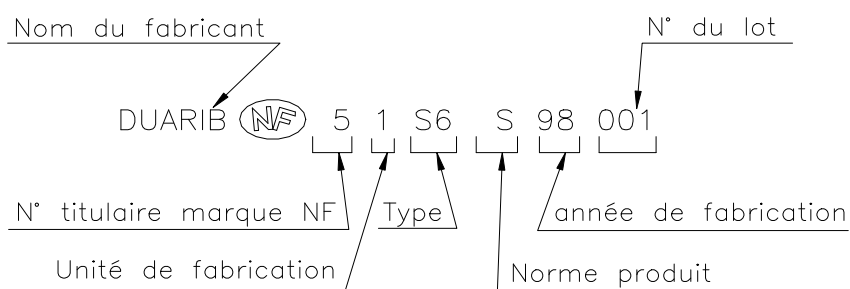 Nom du fabricant
N° du lot
DUARIB NF 5 1 S6 S 98 001
N° titulaire marque NF
Type
année de fabrication
Unité de fabrication
Norme produit